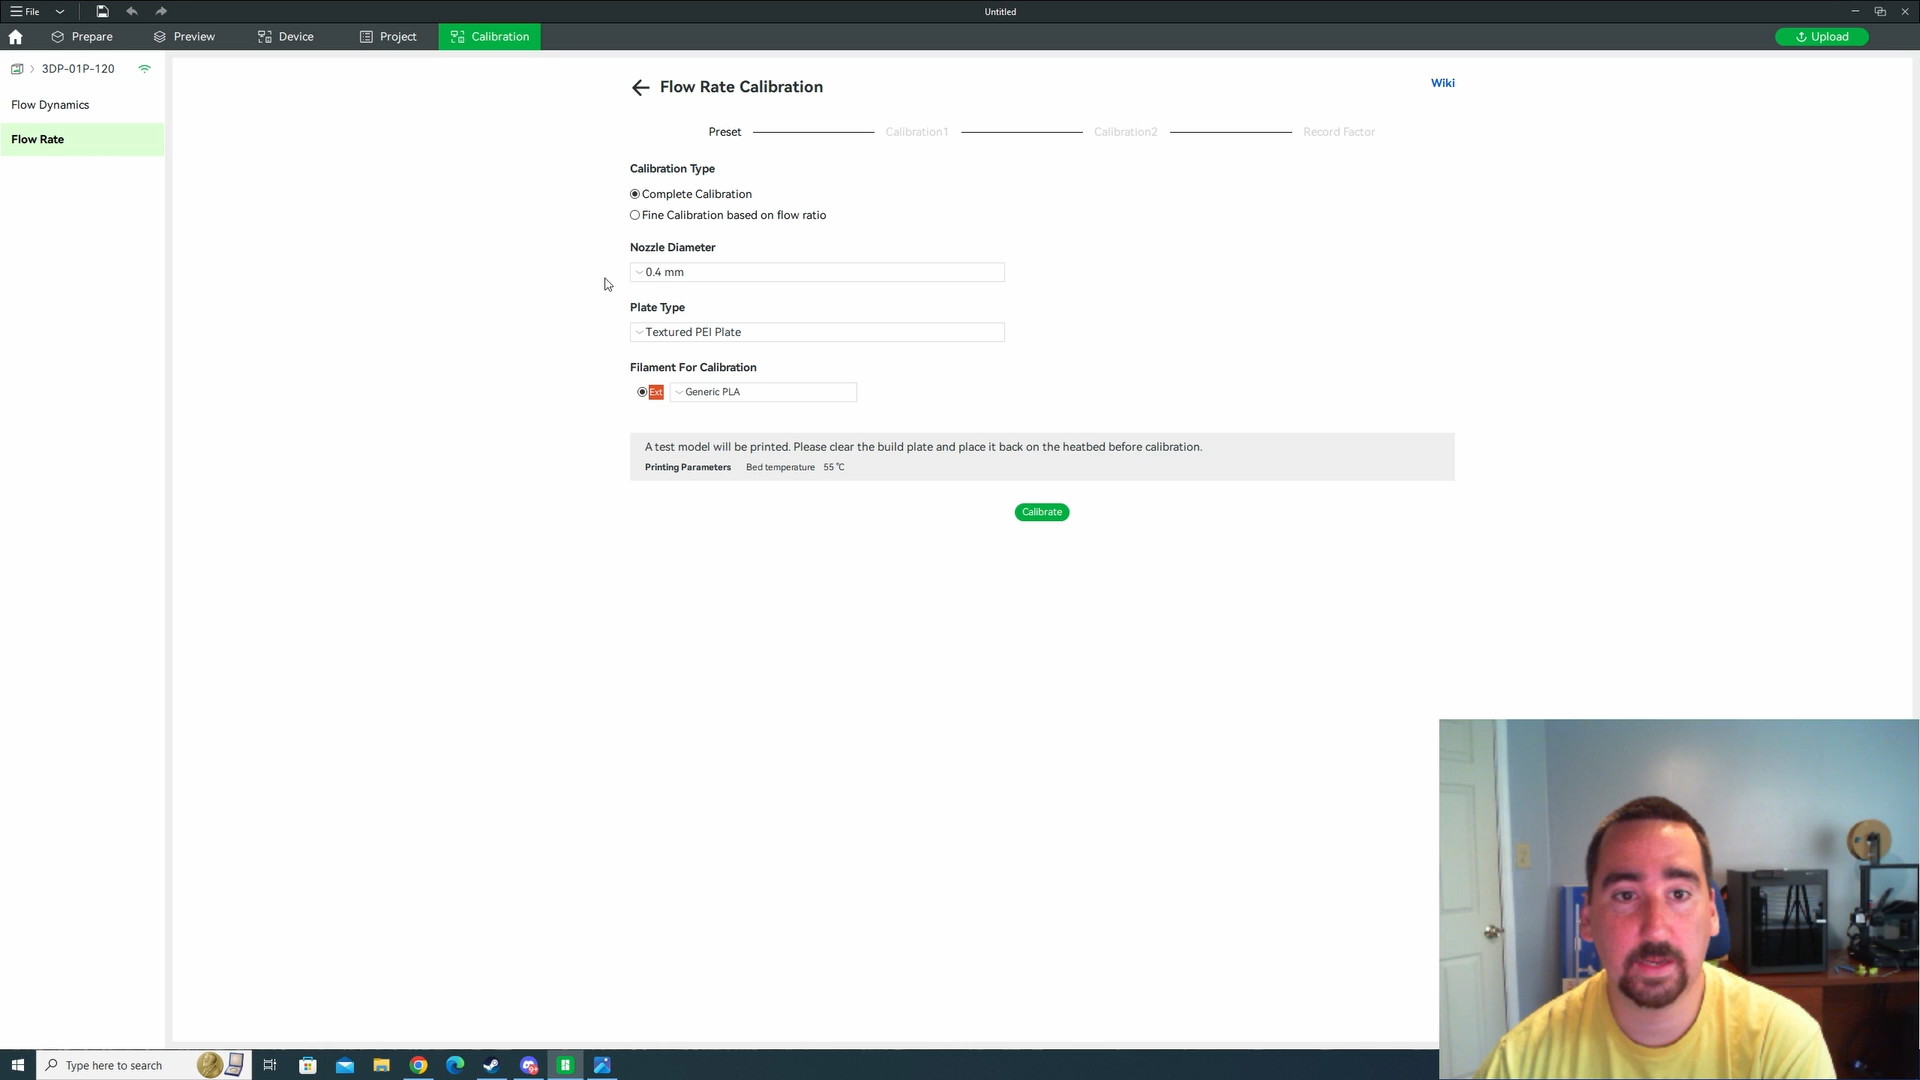 File
Untitled
Prepare
Preview
Device
Project
Calibration
Upload
3DP-01P-120
Flow Dynamics
Flow Rate
Flow Rate Calibration
Wiki
Preset
Calibration1
Calibration2
Record Factor
Calibration Type
Complete Calibration
Fine Calibration based on flow ratio
Nozzle Diameter
0.4 mm
Plate Type
Textured PEI Plate
Filament For Calibration
Ext
Generic PLA
A test model will be printed. Please clear the build plate and place it back on the heatbed before calibration.
Printing Parameters Bed temperature 55 °C
Calibrate
Type here to search